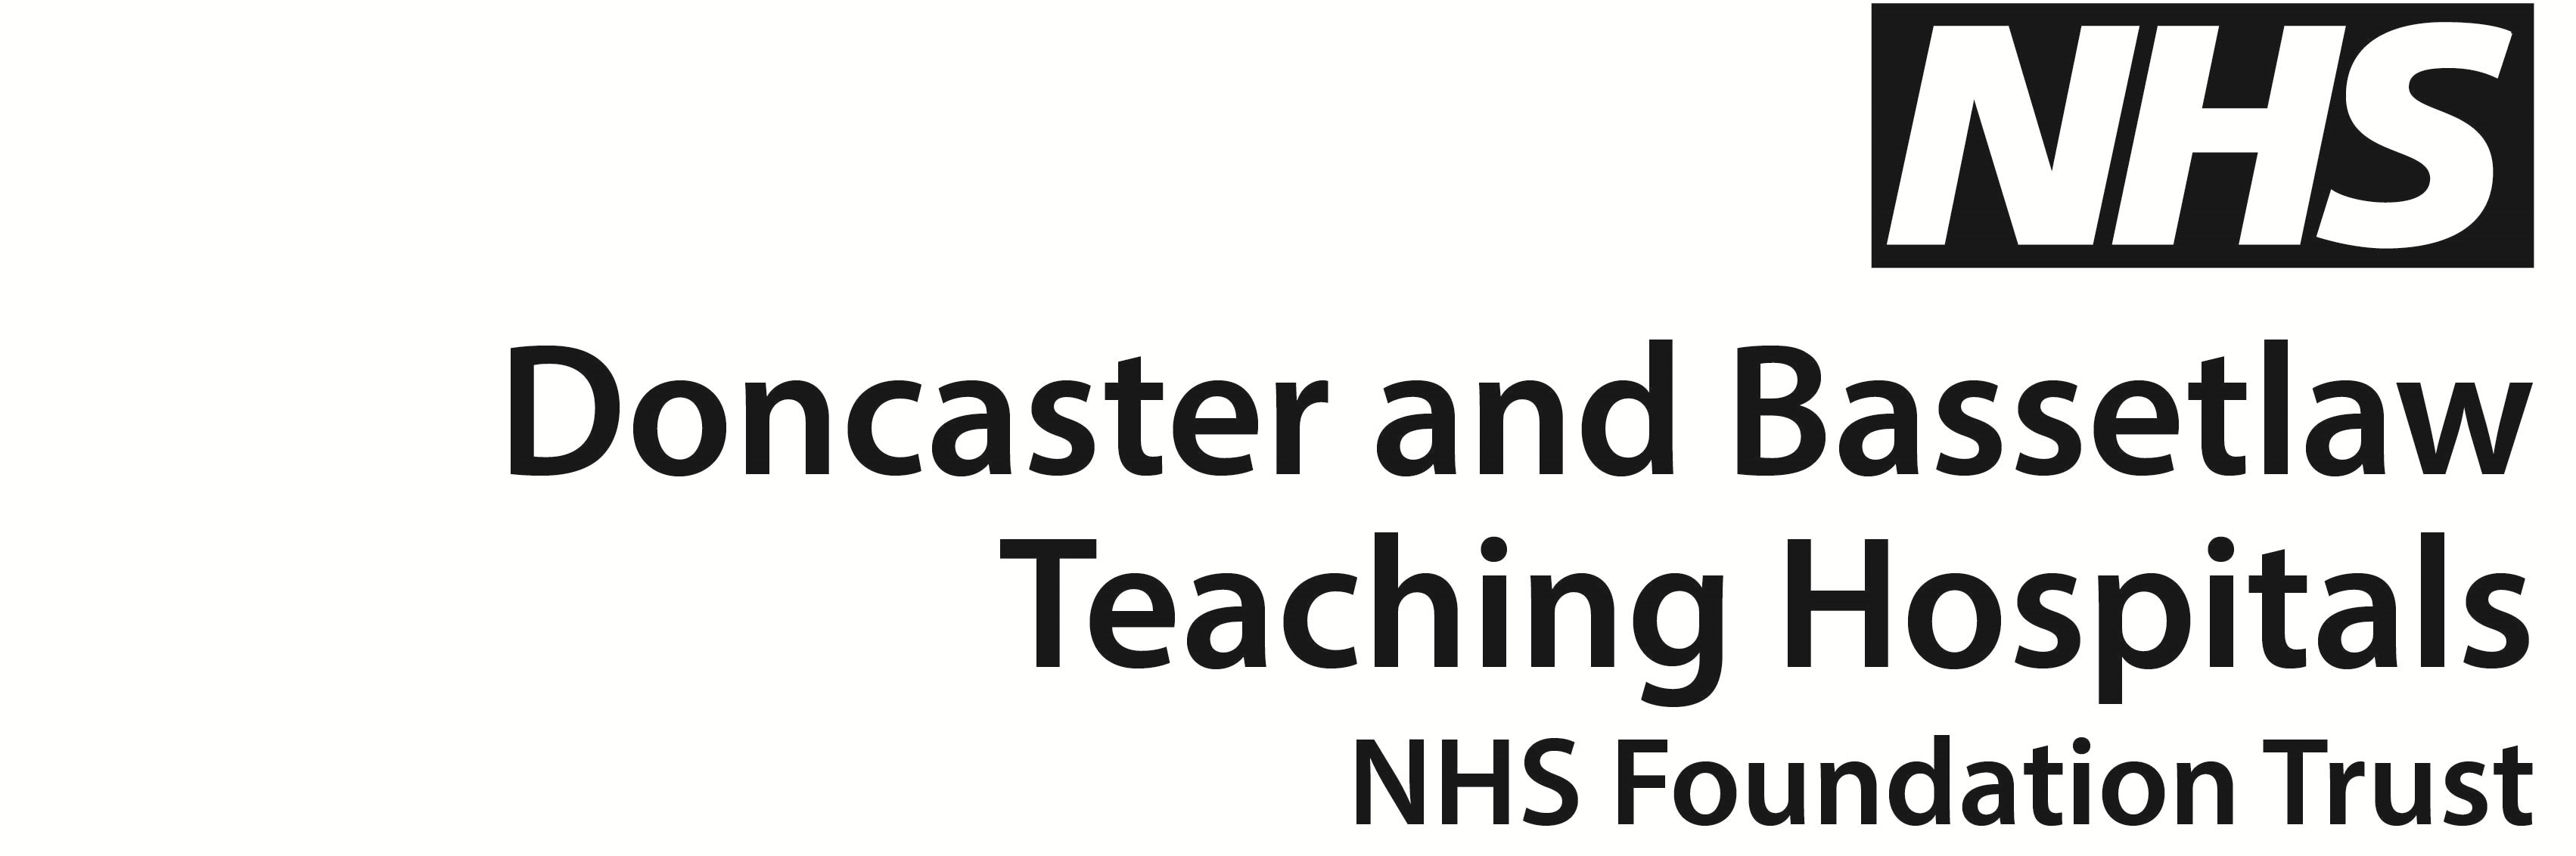 NHS
Doncaster and Bassetlaw
Teaching Hospitals
NHS Foundation Trust